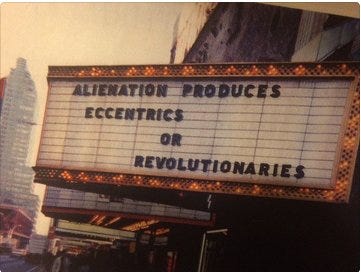 ALIENATION PRODUCES
ECCENTRICS
OR
REVOLUTIONARIES